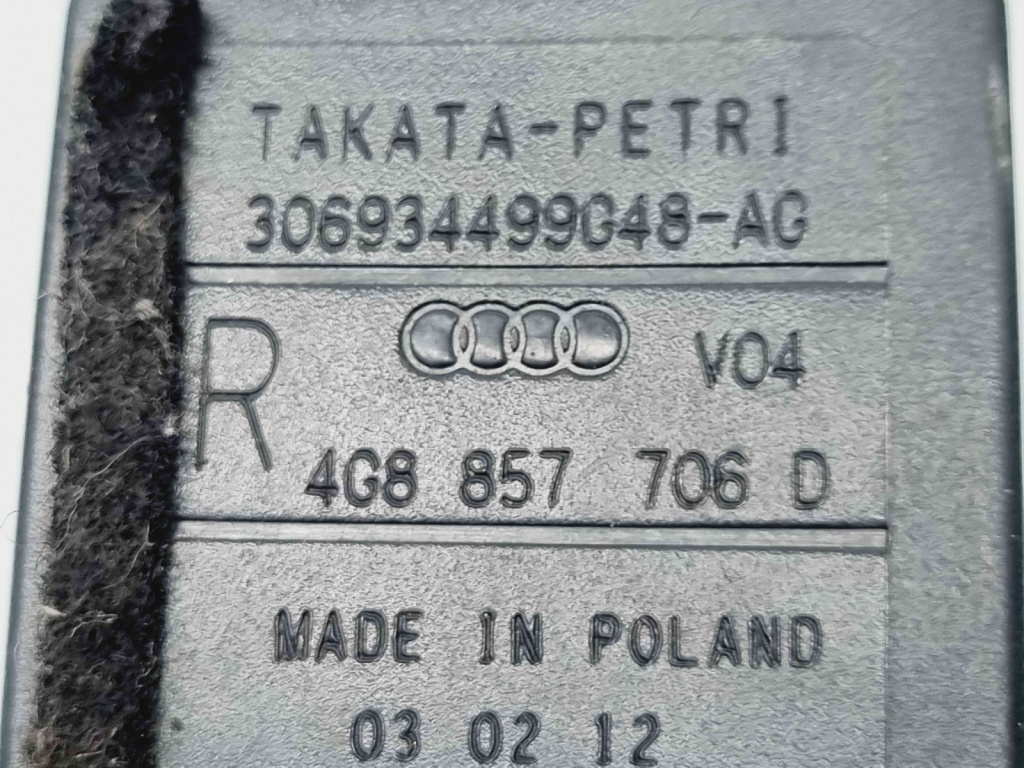 TAKATA-PETRI
306934499G48-AG
R V04
4G8 857 706 D
MADE IN POLAND
03 02 12